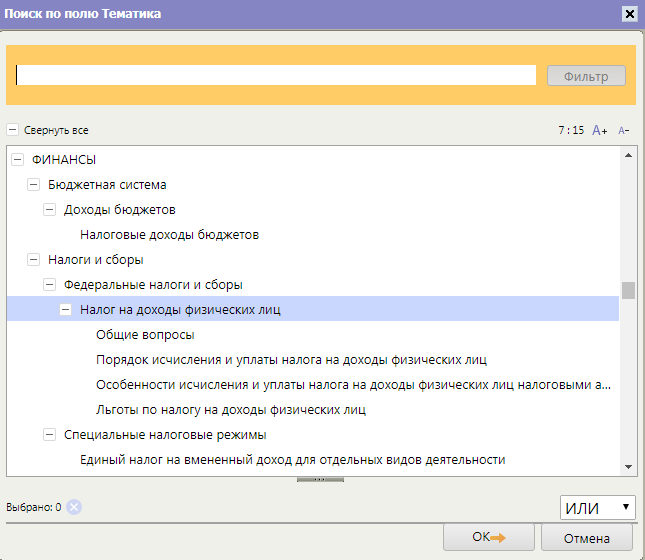 Поиск по полю Тематика
Фильтр
Свернуть все 7 : 15 A+ A-
ФИНАНСЫ
Бюджетная система
Доходы бюджетов
Налоговые доходы бюджетов
Налоги и сборы
Федеральные налоги и сборы
Налог на доходы физических лиц
Общие вопросы
Порядок исчисления и уплаты налога на доходы физических лиц
Особенности исчисления и уплаты налога на доходы физических лиц налоговыми а...
Льготы по налогу на доходы физических лиц
Специальные налоговые режимы
Единый налог на вмененный доход для отдельных видов деятельности
Выбрано: 0 ИЛИ
ОК Отмена